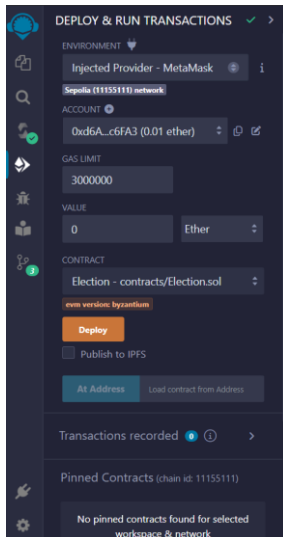 DEPLOY & RUN TRANSACTIONS
ENVIRONMENT
Injected Provider - MetaMask
Sepolia (11155111) network
ACCOUNT
0xd6A...c6FA3 (0.01 ether)
GAS LIMIT
3000000
VALUE
0 Ether
CONTRACT
Election - contracts/Election.sol
evm version: byzantium
Deploy
Publish to IPFS
At Address Load contract from Address
3
Transactions recorded 0 i
Pinned Contracts (chain id: 11155111)
No pinned contracts found for selected
workspace & network